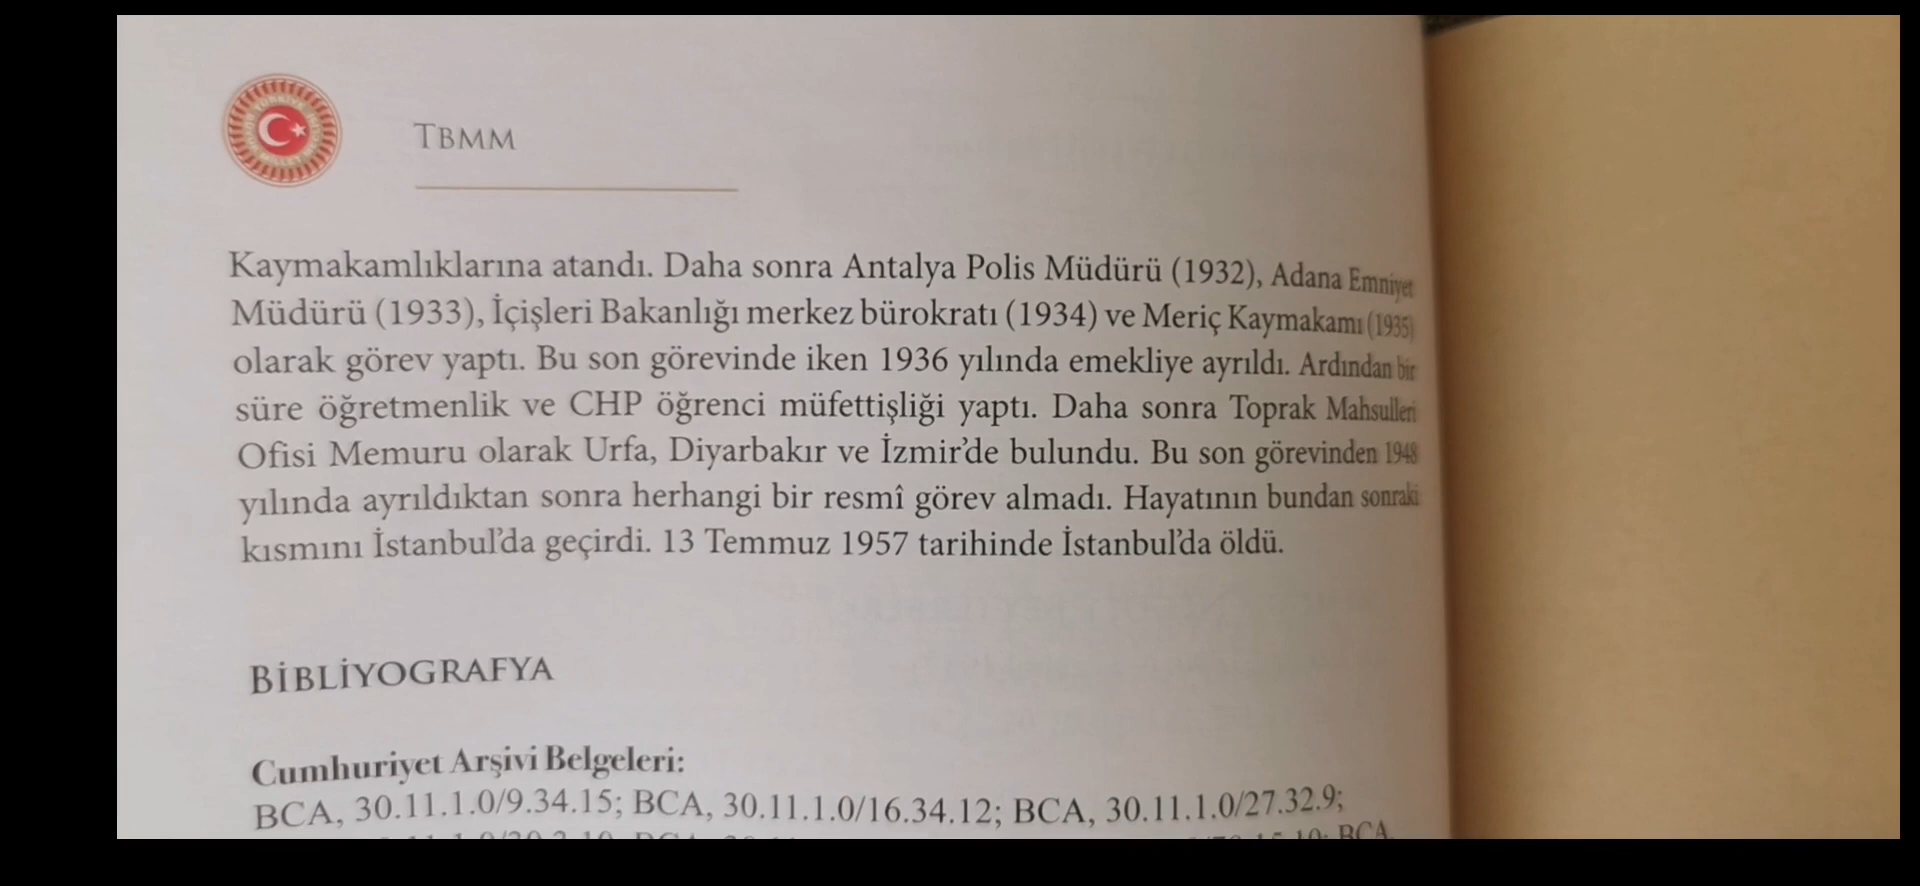 TBMM
Kaymakamlıklarına atandı. Daha sonra Antalya Polis Müdürü (1932), Adana Emniyet
Müdürü (1933), İçişleri Bakanlığı merkez bürokratı (1934) ve Meriç Kaymakamı (1935)
olarak görev yaptı. Bu son görevinde iken 1936 yılında emekliye ayrıldı. Ardından bir
süre öğretmenlik ve CHP öğrenci müfettişliği yaptı. Daha sonra Toprak Mahsulleri
Ofisi Memuru olarak Urfa, Diyarbakır ve İzmir’de bulundu. Bu son görevinden 1948
yılında ayrıldıktan sonra herhangi bir resmî görev almadı. Hayatının bundan sonraki
kısmını İstanbul’da geçirdi. 13 Temmuz 1957 tarihinde İstanbul’da öldü.
BİBLİYOGRAFYA
Cumhuriyet Arşivi Belgeleri:
BCA, 30.11.1.0/9.34.15; BCA, 30.11.1.0/16.34.12; BCA, 30.11.1.0/27.32.9;
BCA